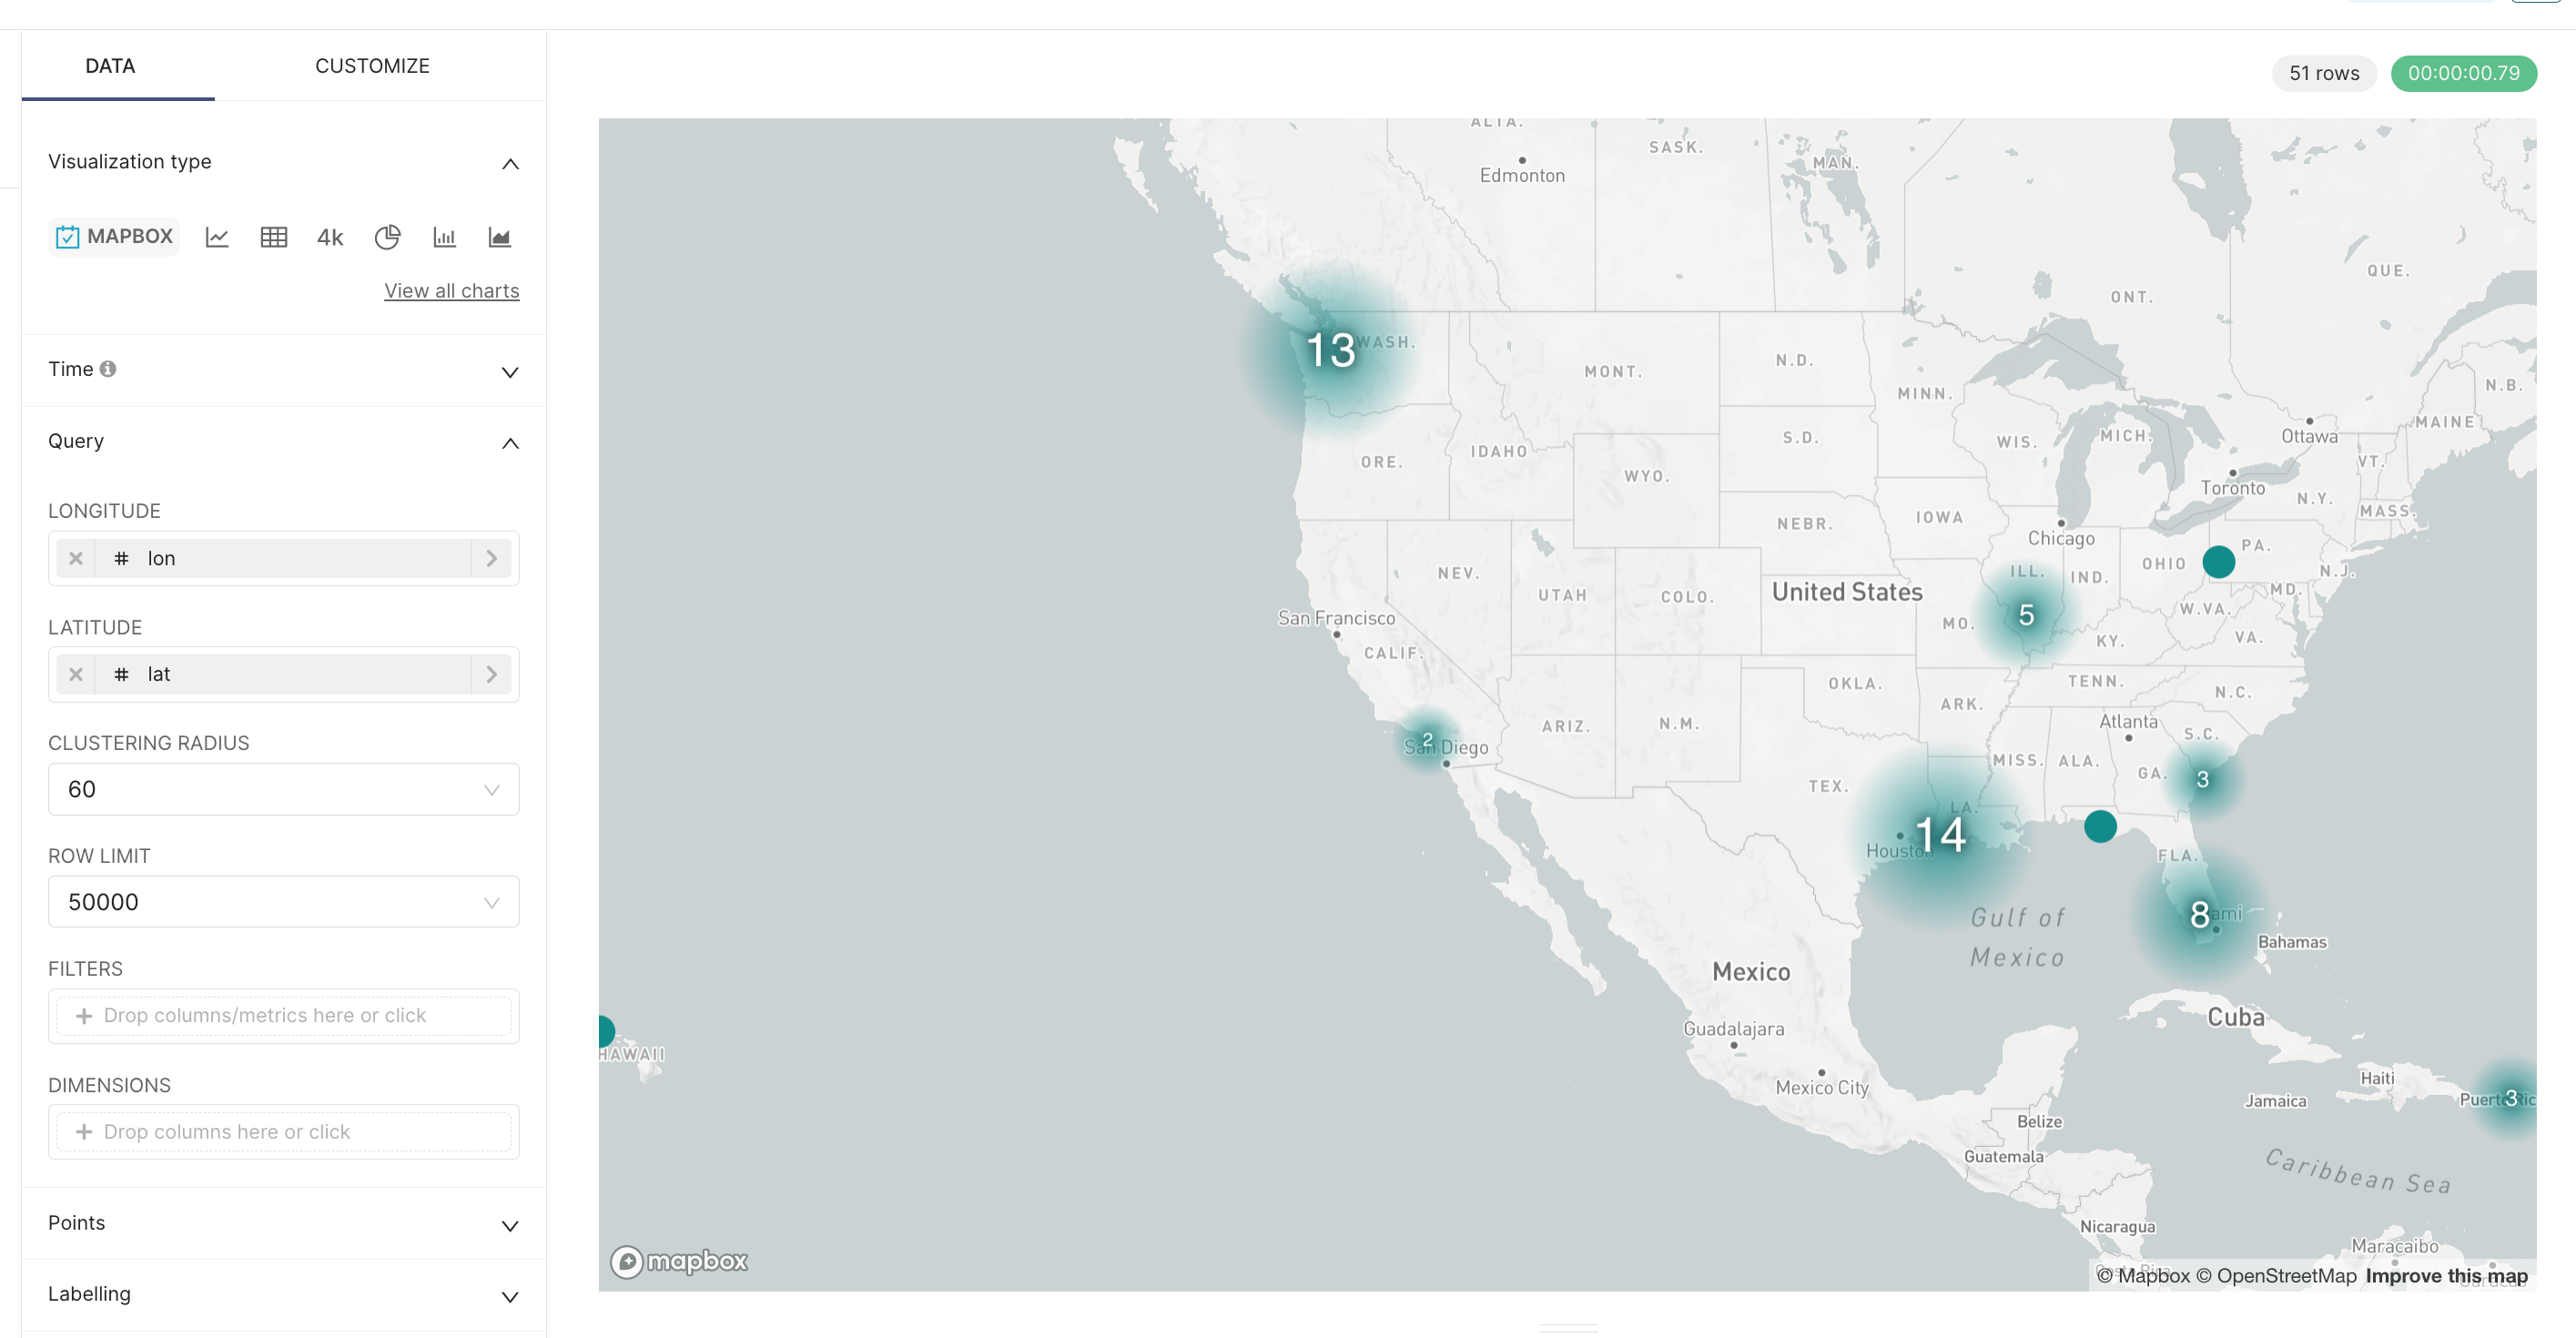 DATA
CUSTOMIZE
Visualization type
MAPBOX
4k
View all charts
Time
Query
LONGITUDE
# lon
LATITUDE
# lat
CLUSTERING RADIUS
60
ROW LIMIT
50000
FILTERS
+ Drop columns/metrics here or click
DIMENSIONS
+ Drop columns here or click
Points
Labelling
51 rows
00:00:00.79
ALTA.
SASK.
MAN.
Edmonton
QUE.
ONT.
13
WASH.
N.D.
MONT.
MINN.
N.B.
MAINE
Ottawa
S.D.
WIS.
MICH.
ORE.
IDAHO
WYO.
VT.
Toronto
N.Y.
MASS.
NEBR.
IOWA
Chicago
PA.
OHIO
NEV.
ILL.
IND.
N.J.
UTAH
COLO.
United States
MD.
W.VA.
5
San Francisco
MO.
KY.
VA.
CALIF.
OKLA.
TENN.
N.C.
ARK.
ARIZ.
N.M.
Atlanta
S.C.
2
San Diego
MISS.
ALA.
GA.
3
TEX.
LA.
14
Houston
FLA.
Gulf of
Mexico
8
Bahamas
Mexico
Cuba
Guadalajara
HAWAII
Mexico City
Haiti
Jamaica
3
Belize
Guatemala
Caribbean Sea
Nicaragua
Maracaibo
mapbox
© Mapbox © OpenStreetMap Improve this map